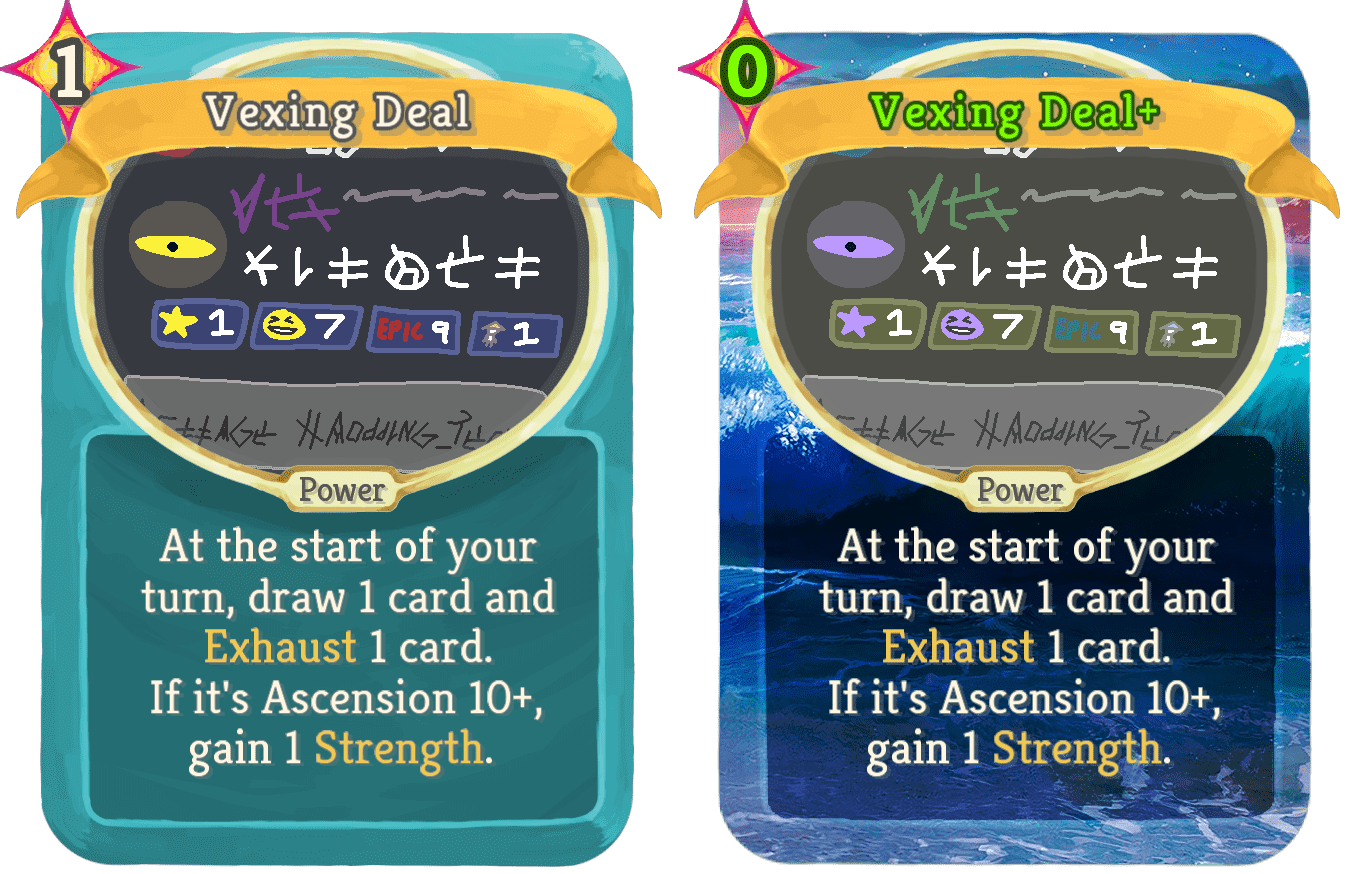 1
Vexing Deal
1 7 EPIC 9 1
Power
At the start of your
turn, draw 1 card and
Exhaust 1 card.
If it's Ascension 10+,
gain 1 Strength.
0
Vexing Deal+
1 7 EPIC 9 1
Power
At the start of your
turn, draw 1 card and
Exhaust 1 card.
If it's Ascension 10+,
gain 1 Strength.